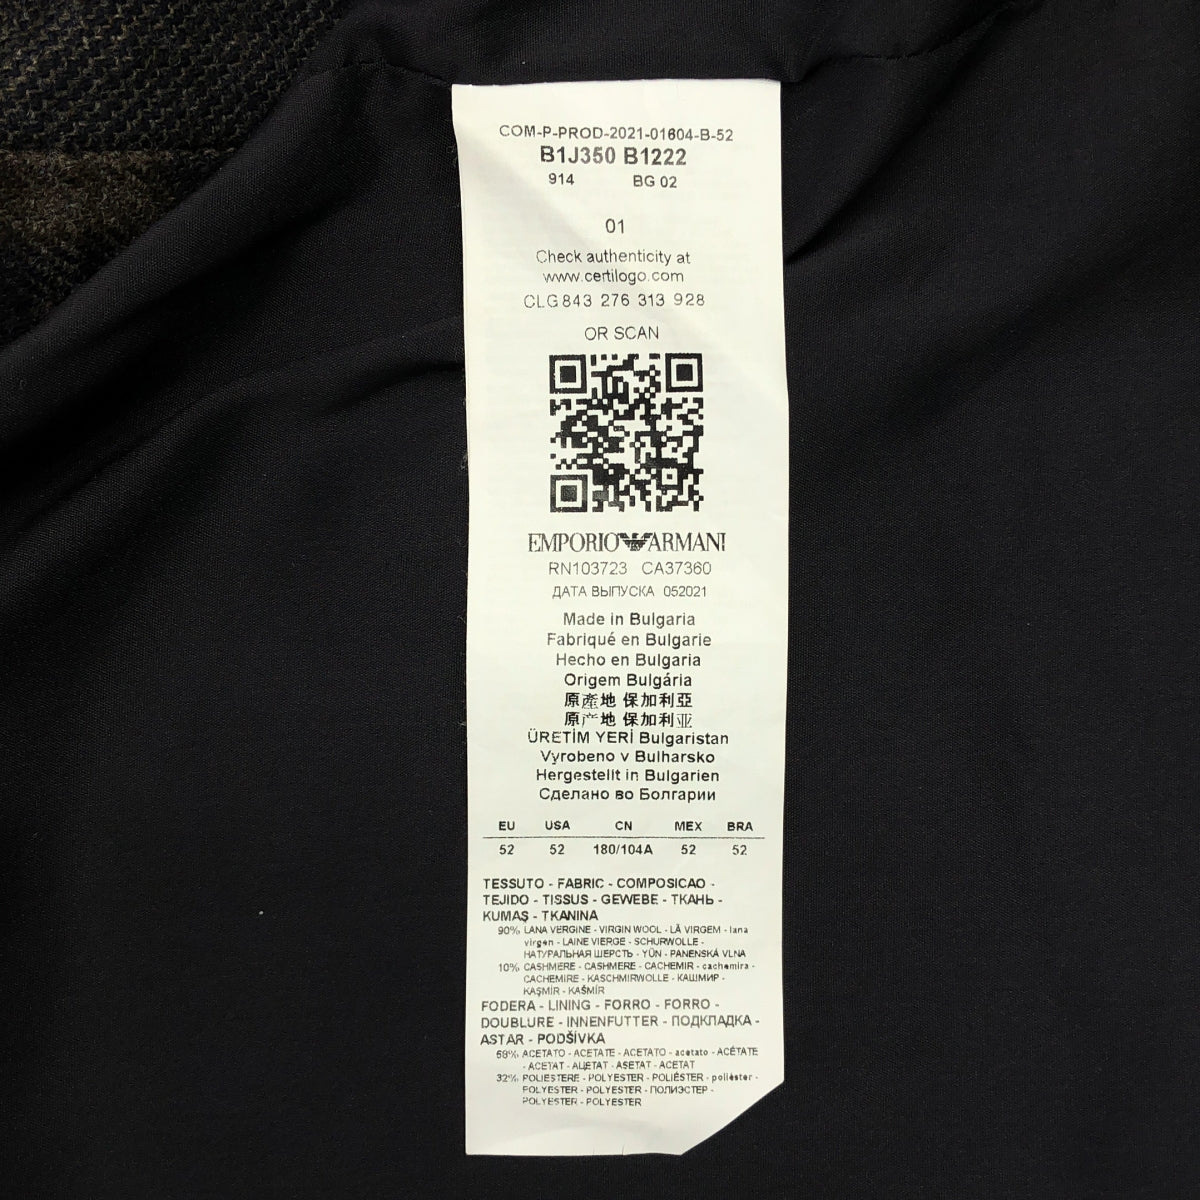 COM-P-PROD-2021-01604-B-52
B1J350 B1222
914 BG 02
01
Check authenticity at
www.certilogo.com
CLG 843 276 313 928
OR SCAN
EMPORIO ARMANI
RN103723 CA37360
ДАТА ВЫПУСКА 052021
Made in Bulgaria
Fabriqué en Bulgarie
Hecho en Bulgaria
Origem Bulgária
原產地 保加利亞
原产地 保加利亚
ÜRETİM YERİ Bulgaristan
Vyrobeno v Bulharsko
Hergestellt in Bulgarien
Сделано во Болгарии
EU USA CN MEX BRA
52 52 180/104A 52 52
TESSUTO - FABRIC - COMPOSICAO -
TEJIDO - TISSUS - GEWEBE - ТКАНЬ -
KUMAŞ - TKANINA
90% LANA VERGINE - VIRGIN WOOL - LÃ VIRGEM - lana
virgen - LAINE VIERGE - SCHURWOLLE -
НАТУРАЛЬНАЯ ШЕРСТЬ - YÜN - PANENSKÁ VLNA
10% CASHMERE - CASHMERE - CACHEMIR - cachemira -
CACHEMIRE - KASCHMIRWOLLE - КАШМИР -
KAŞMİR - KAŠMÍR
FODERA - LINING - FORRO - FORRO -
DOUBLURE - INNENFUTTER - ПОДКЛАДКА -
ASTAR - PODŠÍVKA
68% ACETATO - ACETATE - ACETATO - acetato - ACÉTATE
- ACETAT - АЦЕТАТ - ASETAT - ACETAT
32% POLIESTERE - POLYESTER - POLIÉSTER - poliéster -
POLYESTER - POLYESTER - ПОЛИЭСТЕР -
POLYESTER - POLYESTER